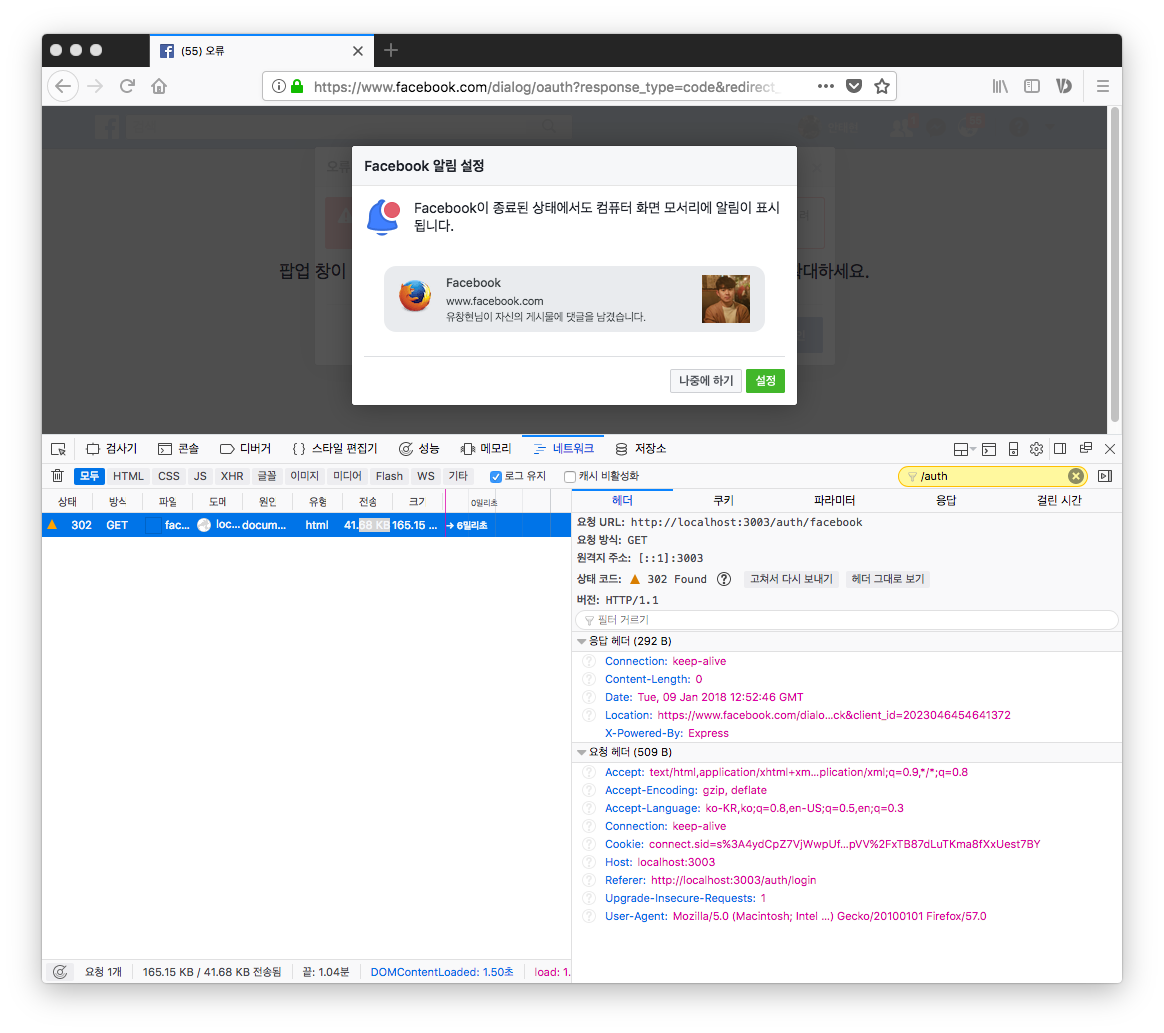 (55) 오류
https://www.facebook.com/dialog/oauth?response_type=code&redirect_
오류
Facebook 알림 설정
Facebook이 종료된 상태에서도 컴퓨터 화면 모서리에 알림이 표시
됩니다.
팝업 창이
확대하세요.
Facebook
www.facebook.com
유창현님이 자신의 게시물에 댓글을 남겼습니다.
나중에 하기 설정
검사기 콘솔 디버거 { } 스타일 편집기 성능 메모리 네트워크 저장소
모두 HTML CSS JS XHR 글꼴 이미지 미디어 Flash WS 기타 로그 유지 캐시 비활성화 /auth
상태 방식 파일 도메 원인 유형 전송 크기 0밀리초
302 GET fac... loc... docum... html 41.68 KB 165.15 ... → 6밀리초
헤더 쿠키 파라미터 응답 걸린 시간
요청 URL: http://localhost:3003/auth/facebook
요청 방식: GET
원격지 주소: [::1]:3003
상태 코드: 302 Found ? 고쳐서 다시 보내기 헤더 그대로 보기
버전: HTTP/1.1
필터 거르기
응답 헤더 (292 B)
? Connection: keep-alive
? Content-Length: 0
? Date: Tue, 09 Jan 2018 12:52:46 GMT
? Location: https://www.facebook.com/dialo...ck&client_id=2023046454641372
X-Powered-By: Express
요청 헤더 (509 B)
? Accept: text/html,application/xhtml+xm...plication/xml;q=0.9,*/*;q=0.8
? Accept-Encoding: gzip, deflate
? Accept-Language: ko-KR,ko;q=0.8,en-US;q=0.5,en;q=0.3
? Connection: keep-alive
? Cookie: connect.sid=s%3A4ydCpZ7VjWwpUf...pVV%2FxTB87dLuTKma8fXxUest7BY
? Host: localhost:3003
? Referer: http://localhost:3003/auth/login
? Upgrade-Insecure-Requests: 1
? User-Agent: Mozilla/5.0 (Macintosh; Intel ...) Gecko/20100101 Firefox/57.0
요청 1개 165.15 KB / 41.68 KB 전송됨 끝: 1.04분 DOMContentLoaded: 1.50초 load: 1.